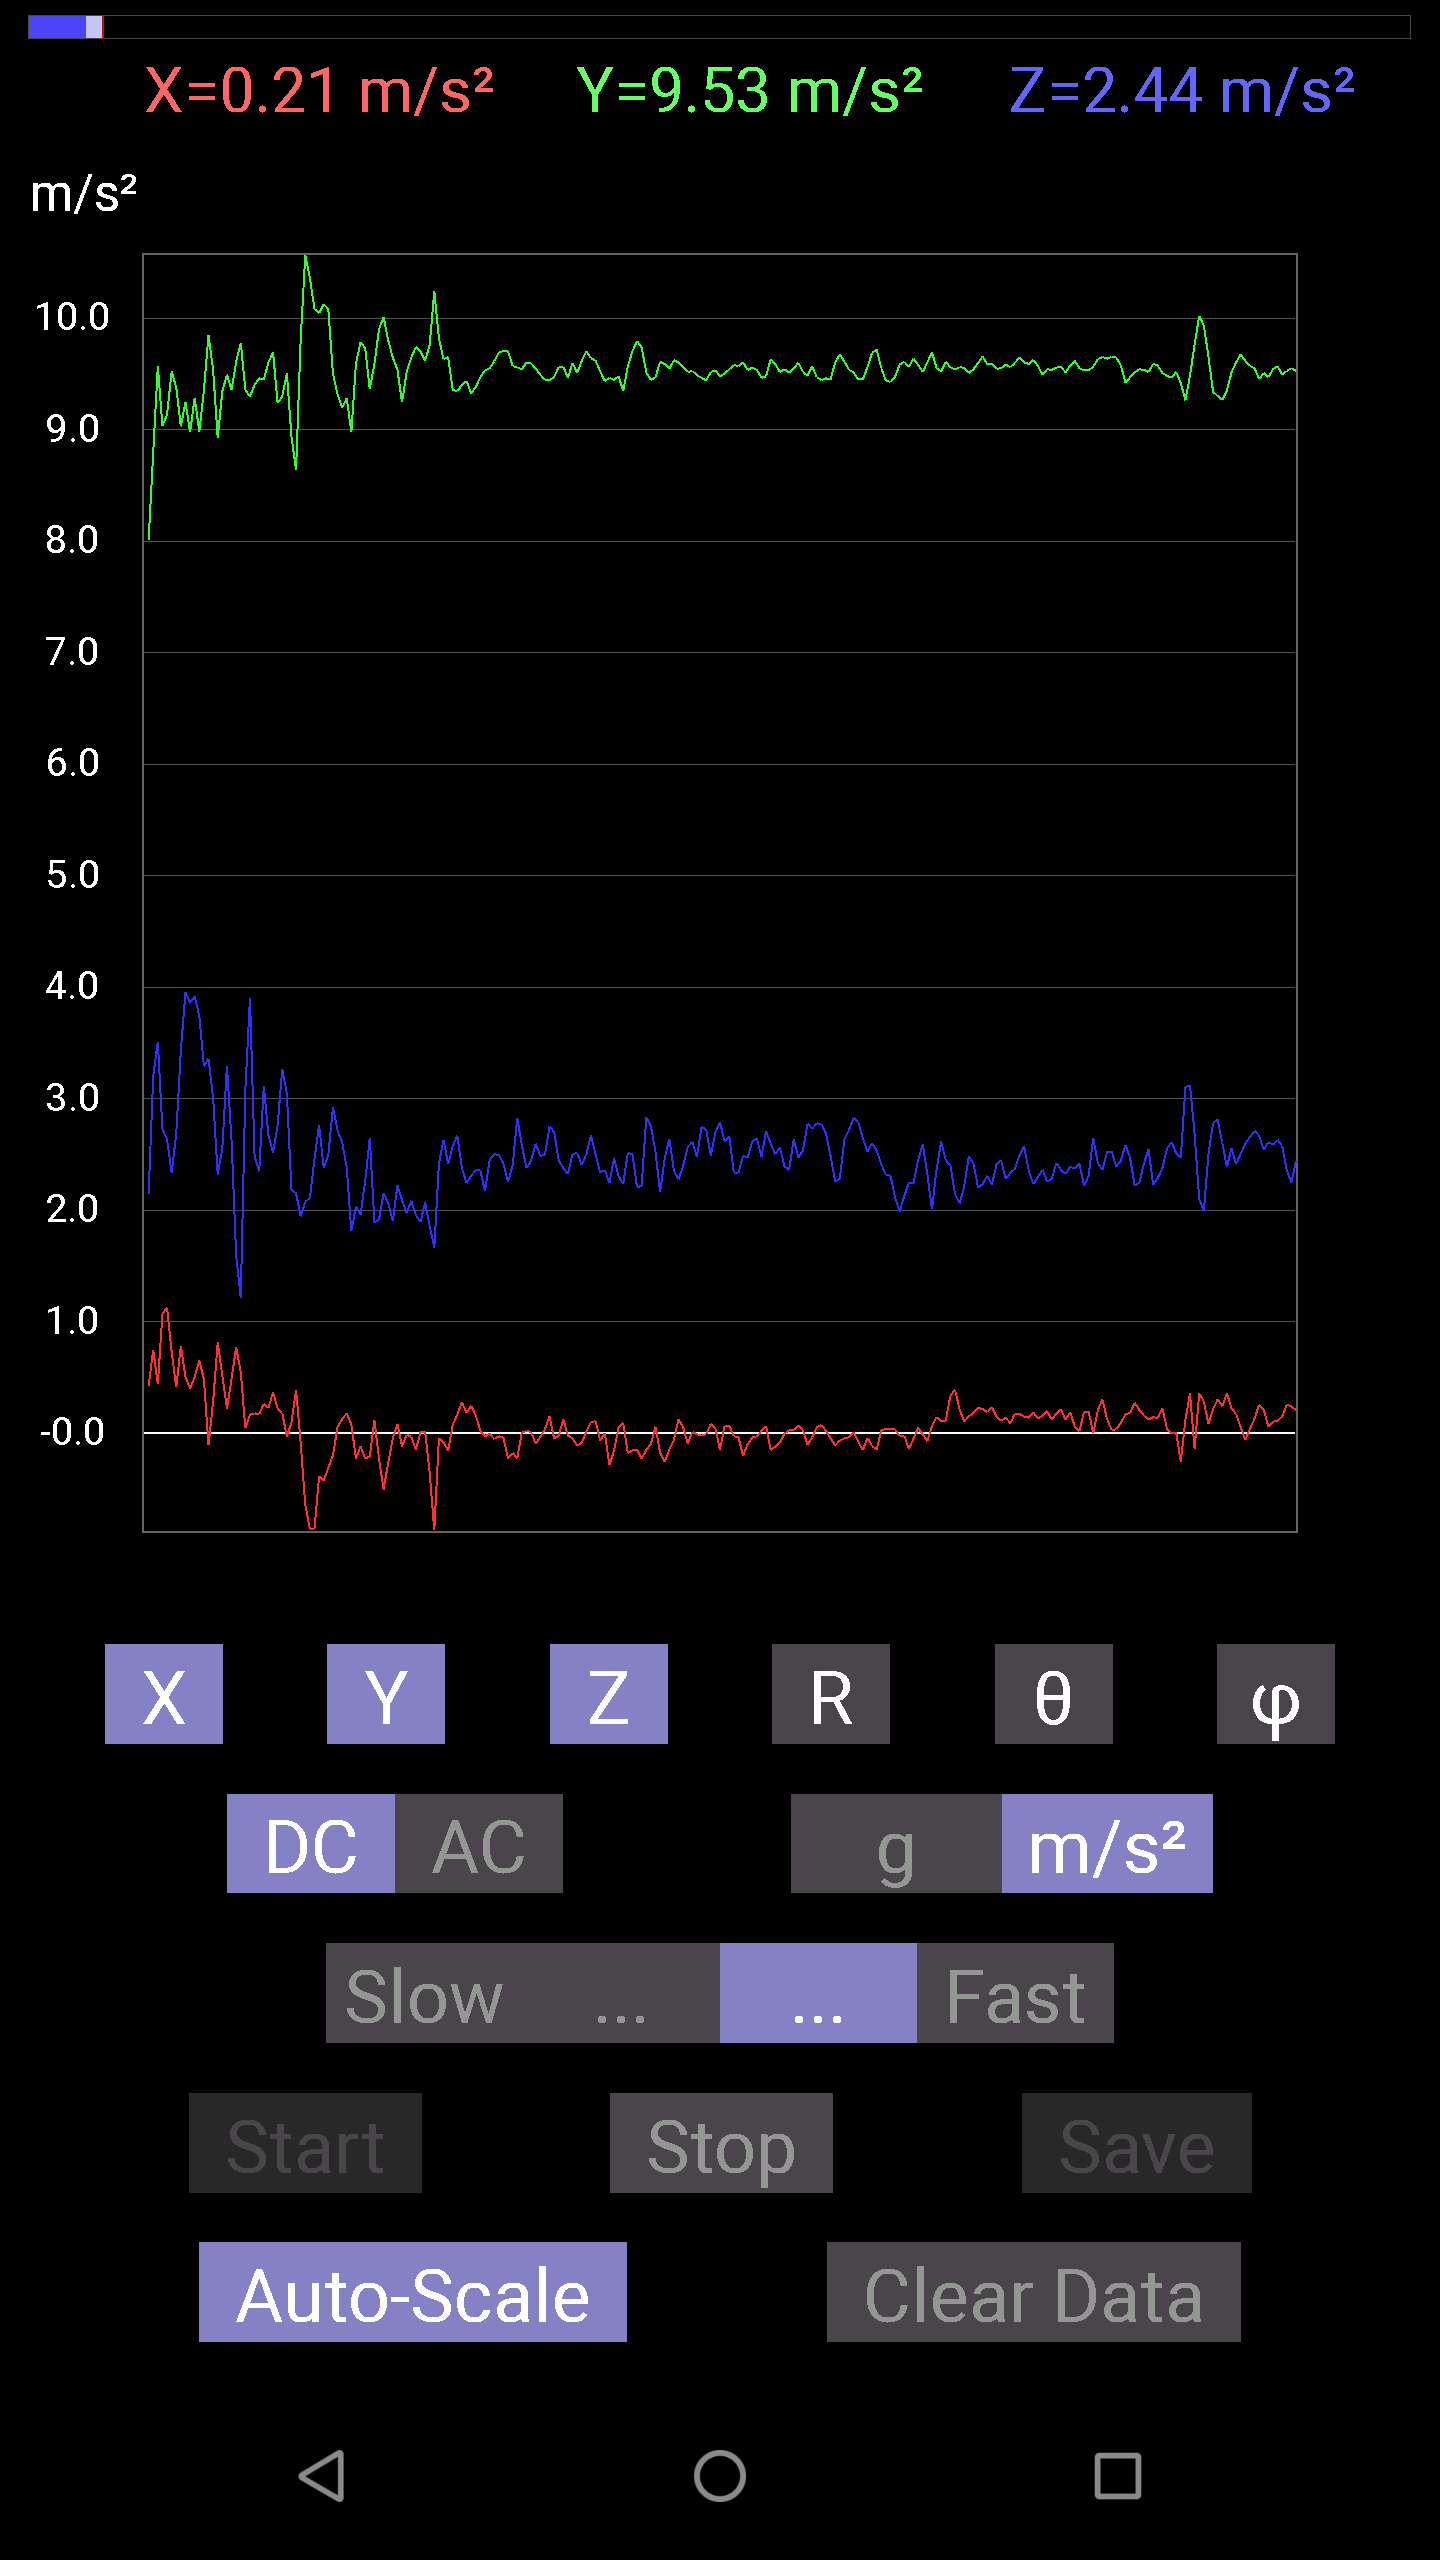 X=0.21 m/s² Y=9.53 m/s² Z=2.44 m/s²
m/s²
10.0
9.0
8.0
7.0
6.0
5.0
4.0
3.0
2.0
1.0
-0.0
X Y Z R θ φ
DC AC g m/s²
Slow ... ... Fast
Start Stop Save
Auto-Scale Clear Data